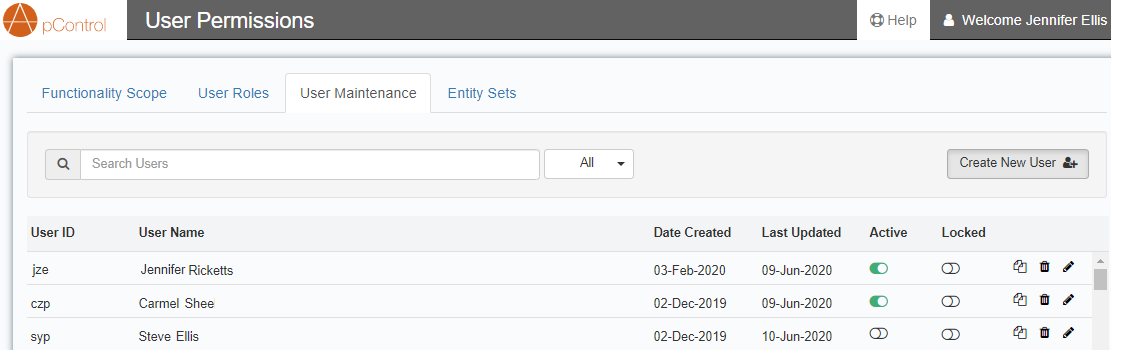 pControl User Permissions Help Welcome Jennifer Ellis
Functionality Scope User Roles User Maintenance Entity Sets
Search Users All Create New User
User ID User Name Date Created Last Updated Active Locked
jze Jennifer Ricketts 03-Feb-2020 09-Jun-2020
czp Carmel Sheel 02-Dec-2019 09-Jun-2020
syp Steve Ellis 02-Dec-2019 10-Jun-2020